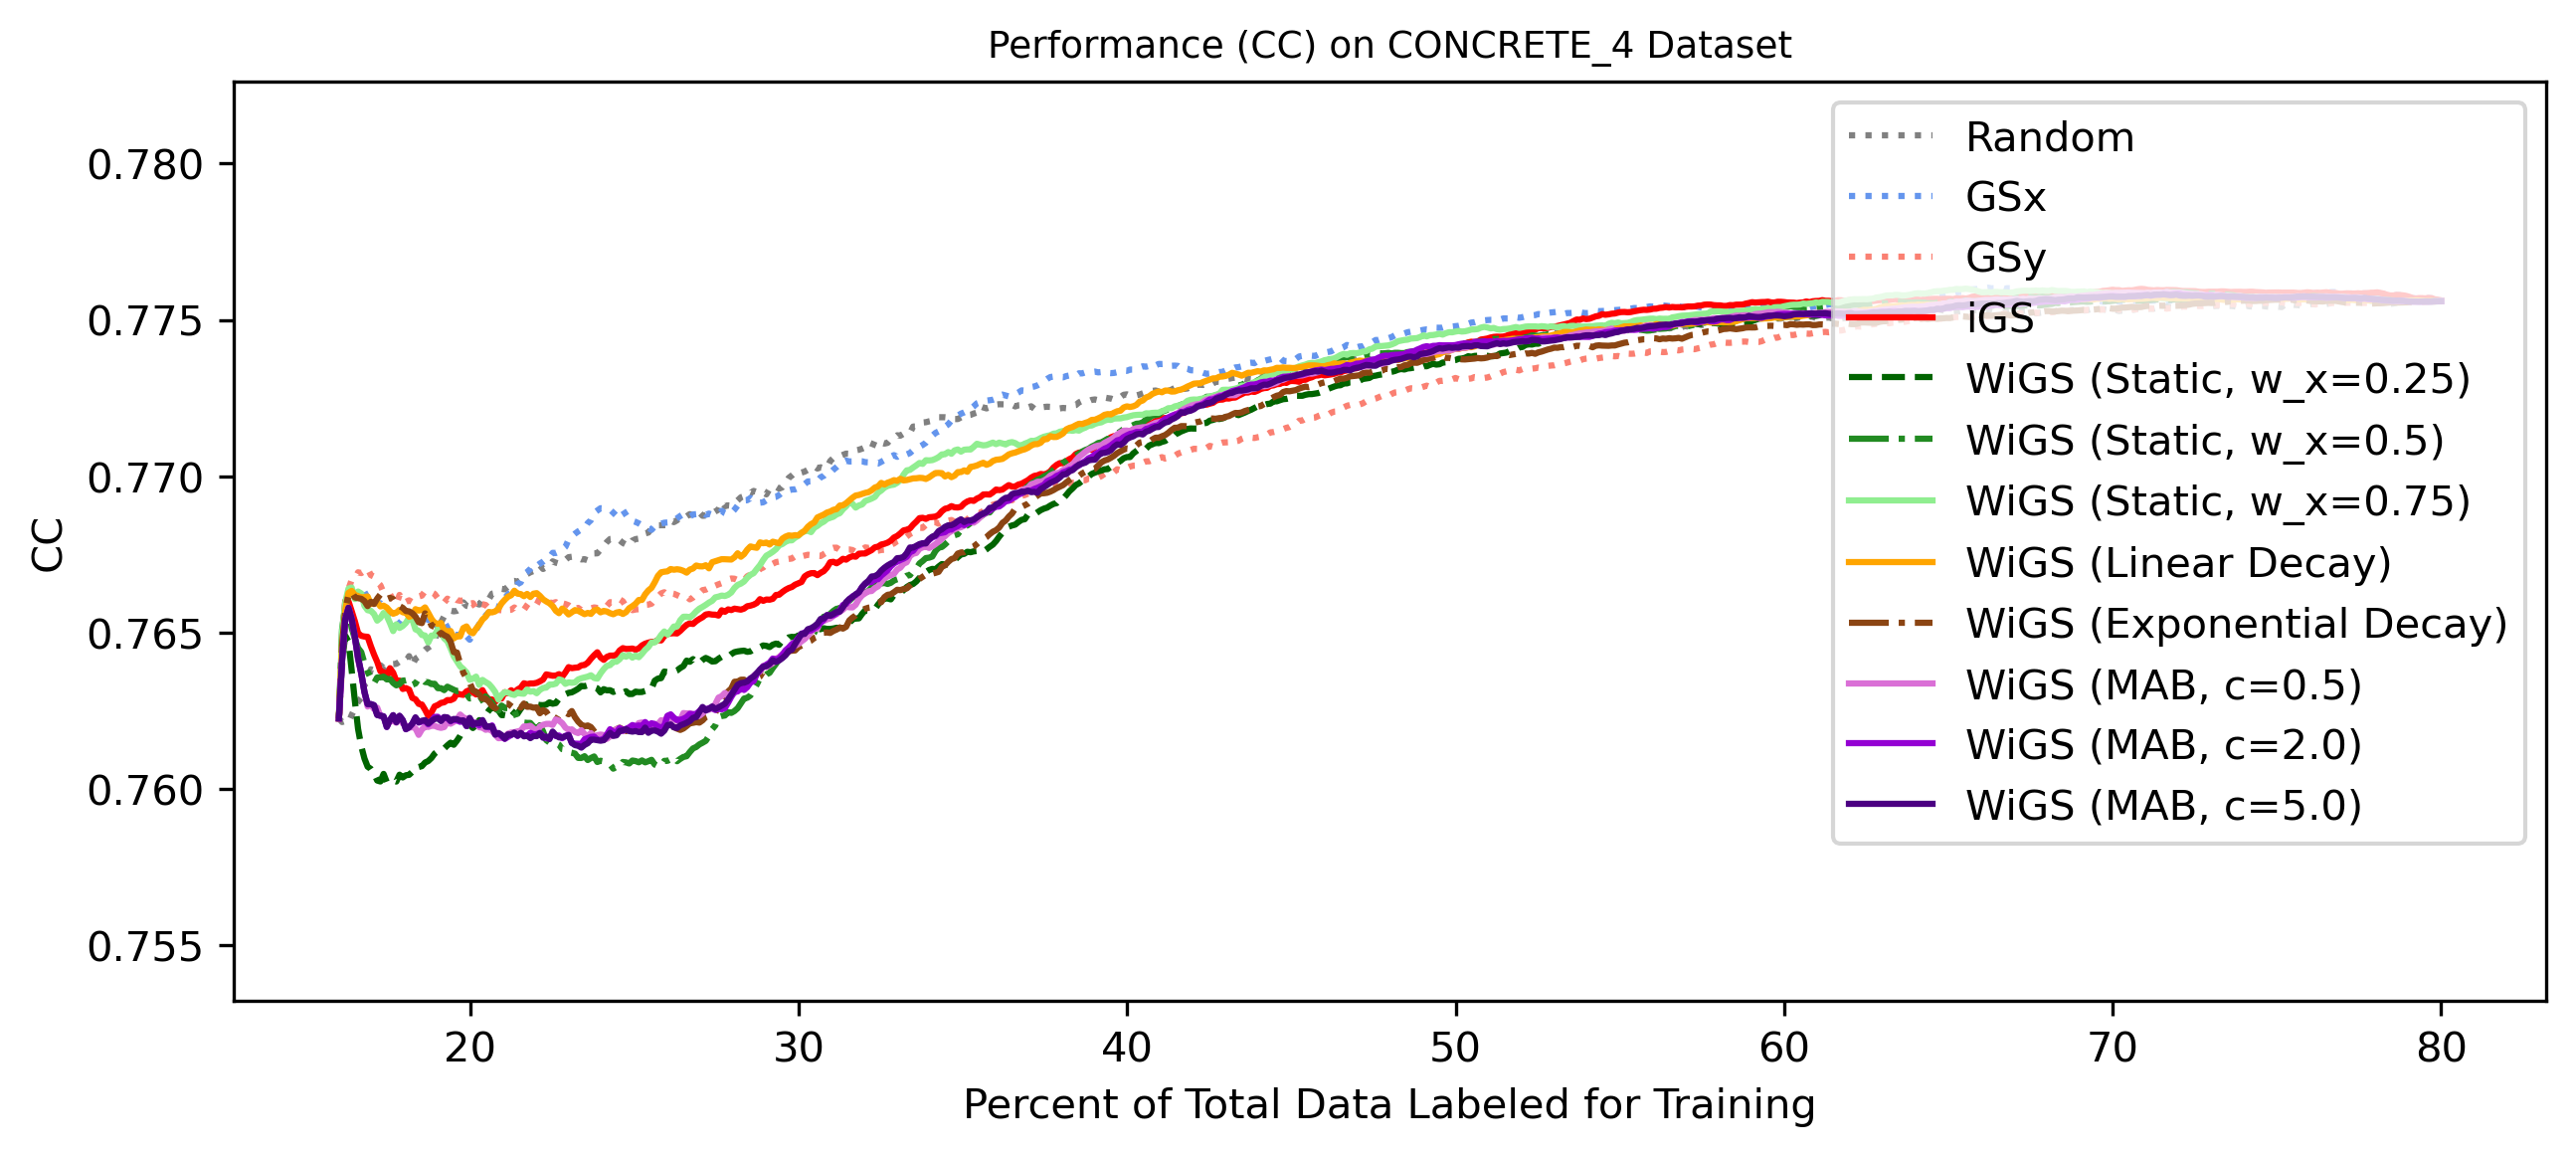 Performance (CC) on CONCRETE_4 Dataset
0.780
0.775
0.770
0.765
0.760
0.755
CC
20 30 40 50 60 70 80
Percent of Total Data Labeled for Training
Random
GSx
GSy
iGS
WiGS (Static, w_x=0.25)
WiGS (Static, w_x=0.5)
WiGS (Static, w_x=0.75)
WiGS (Linear Decay)
WiGS (Exponential Decay)
WiGS (MAB, c=0.5)
WiGS (MAB, c=2.0)
WiGS (MAB, c=5.0)